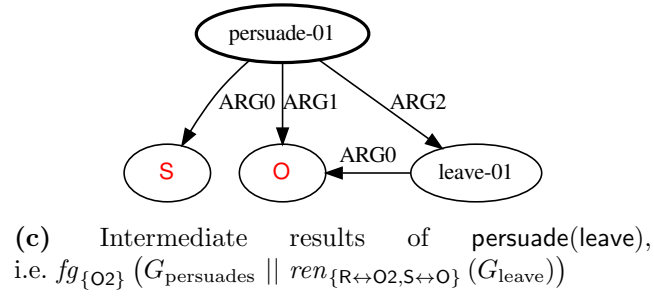 persuade-01
ARG0 ARG1 ARG2
S O ARG0 leave-01
(c) Intermediate results of persuade(leave),
i.e. fg{O2} (Gpersuades || ren{R↔O2,S↔O} (Gleave))